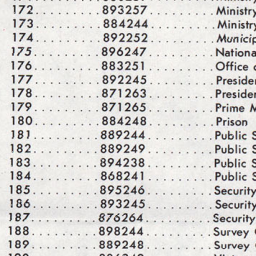 172. .......... 893257. .......... Ministry
173. .......... 884244. .......... Ministry
174. .......... 892252. .......... Municip
175. .......... 896247. .......... Nationa
176. .......... 883251. .......... Office o
177. .......... 892245. .......... Presiden
178. .......... 871263. .......... Presiden
179. .......... 871265. .......... Prime M
180. .......... 884248. .......... Prison
181. .......... 889244. .......... Public S
182. .......... 889249. .......... Public S
183. .......... 894238. .......... Public S
184. .......... 868241. .......... Public S
185. .......... 895246. .......... Security
186. .......... 893245. .......... Security
187. .......... 876264. .......... Security
188. .......... 898244. .......... Survey
189. .......... 889248. .......... Survey